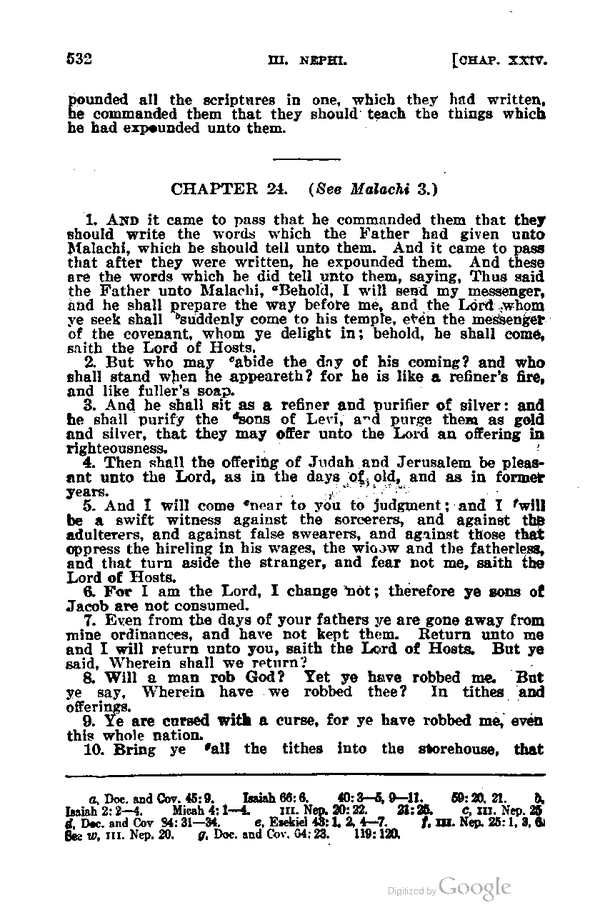 532 III. NEPHI. [CHAP. XXIV.
pounded all the scriptures in one, which they had written,
he commanded them that they should teach the things which
he had expounded unto them.
CHAPTER 24. (See Malachi 3.)
1. AND it came to pass that he commanded them that they
should write the words which the Father had given unto
Malachi, which he should tell unto them. And it came to pass
that after they were written, he expounded them. And these
are the words which he did tell unto them, saying, Thus said
the Father unto Malachi, aBehold, I will send my messenger,
and he shall prepare the way before me, and the Lord whom
ye seek shall bsuddenly come to his temple, even the messenger
of the covenant, whom ye delight in; behold, he shall come,
saith the Lord of Hosts.
2. But who may cabide the day of his coming? and who
shall stand when he appeareth? for he is like a refiner's fire,
and like fuller's soap.
3. And he shall sit as a refiner and purifier of silver: and
he shall purify the dsons of Levi, and purge them as gold
and silver, that they may offer unto the Lord an offering in
righteousness.
4. Then shall the offering of Judah and Jerusalem be pleas-
ant unto the Lord, as in the days of old, and as in former
years.
5. And I will come enear to you to judgment; and I fwill
be a swift witness against the sorcerers, and against the
adulterers, and against false swearers, and against those that
oppress the hireling in his wages, the widow and the fatherless,
and that turn aside the stranger, and fear not me, saith the
Lord of Hosts.
6. For I am the Lord, I change not; therefore ye sons of
Jacob are not consumed.
7. Even from the days of your fathers ye are gone away from
mine ordinances, and have not kept them. Return unto me
and I will return unto you, saith the Lord of Hosts. But ye
said, Wherein shall we return?
8. Will a man rob God? Yet ye have robbed me. But
ye say, Wherein have we robbed thee? In tithes and
offerings.
9. Ye are cursed with a curse, for ye have robbed me, even
this whole nation.
10. Bring ye gall the tithes into the storehouse, that
a, Doc. and Cov. 45: 9. Isaiah 66: 6. 40: 3—5, 9—11. 59: 20, 21. b,
Isaiah 2: 2—4. Micah 4: 1—4. III. Nep. 20: 22. 21: 25. c, III. Nep. 25
d, Doc. and Cov 84: 31—34. e, Ezekiel 43: 1, 2, 4—7. f, III. Nep. 25: 1, 3, 6.
See w, III. Nep. 20. g, Doc. and Cov. 64: 23. 119: 120.
Digitized by Google